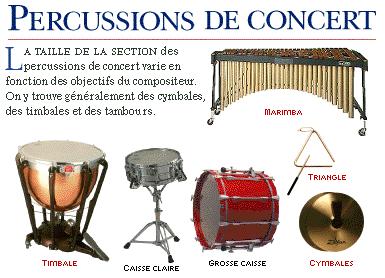 PERCUSSIONS DE CONCERT
LA TAILLE DE LA SECTION des
percussions de concert varie en
fonction des objectifs du compositeur.
On y trouve généralement des cymbales,
des timbales et des tambours.
MARIMBA
TRIANGLE
TIMBALE
CAISSE CLAIRE
GROSSE CAISSE
CYMBALES
Zildjian